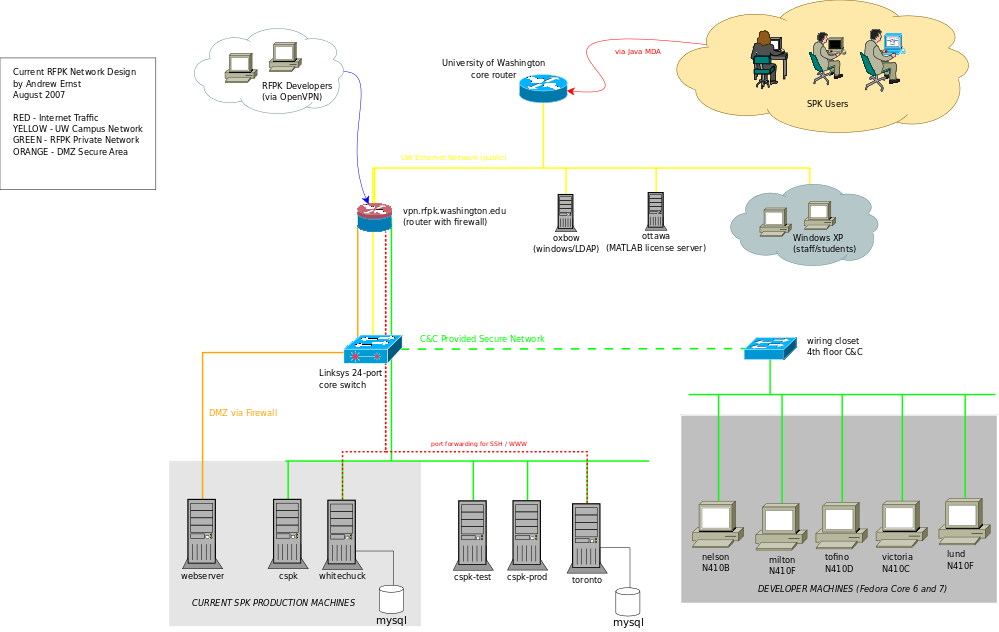 Current RFPK Network Design
by Andrew Ernst
August 2007
RED - Internet Traffic
YELLOW - UW Campus Network
GREEN - RFPK Private Network
ORANGE - DMZ Secure Area
RFPK Developers
(via OpenVPN)
University of Washington
core router
via Java MDA
SPK Users
UW Ethernet Network (public)
vpn.rfpk.washington.edu
(router with firewall)
oxbow
(windows/LDAP)
ottawa
(MATLAB license server)
Windows XP
(staff/students)
C&C Provided Secure Network
wiring closet
4th floor C&C
Linksys 24-port
core switch
DMZ via Firewall
port forwarding for SSH / WWW
webserver
cspk
whitechuck
cspk-test
cspk-prod
toronto
nelson
N410B
milton
N410F
tofino
N410D
victoria
N410C
lund
N410F
CURRENT SPK PRODUCTION MACHINES
mysql
mysql
DEVELOPER MACHINES (Fedora Core 6 and 7)